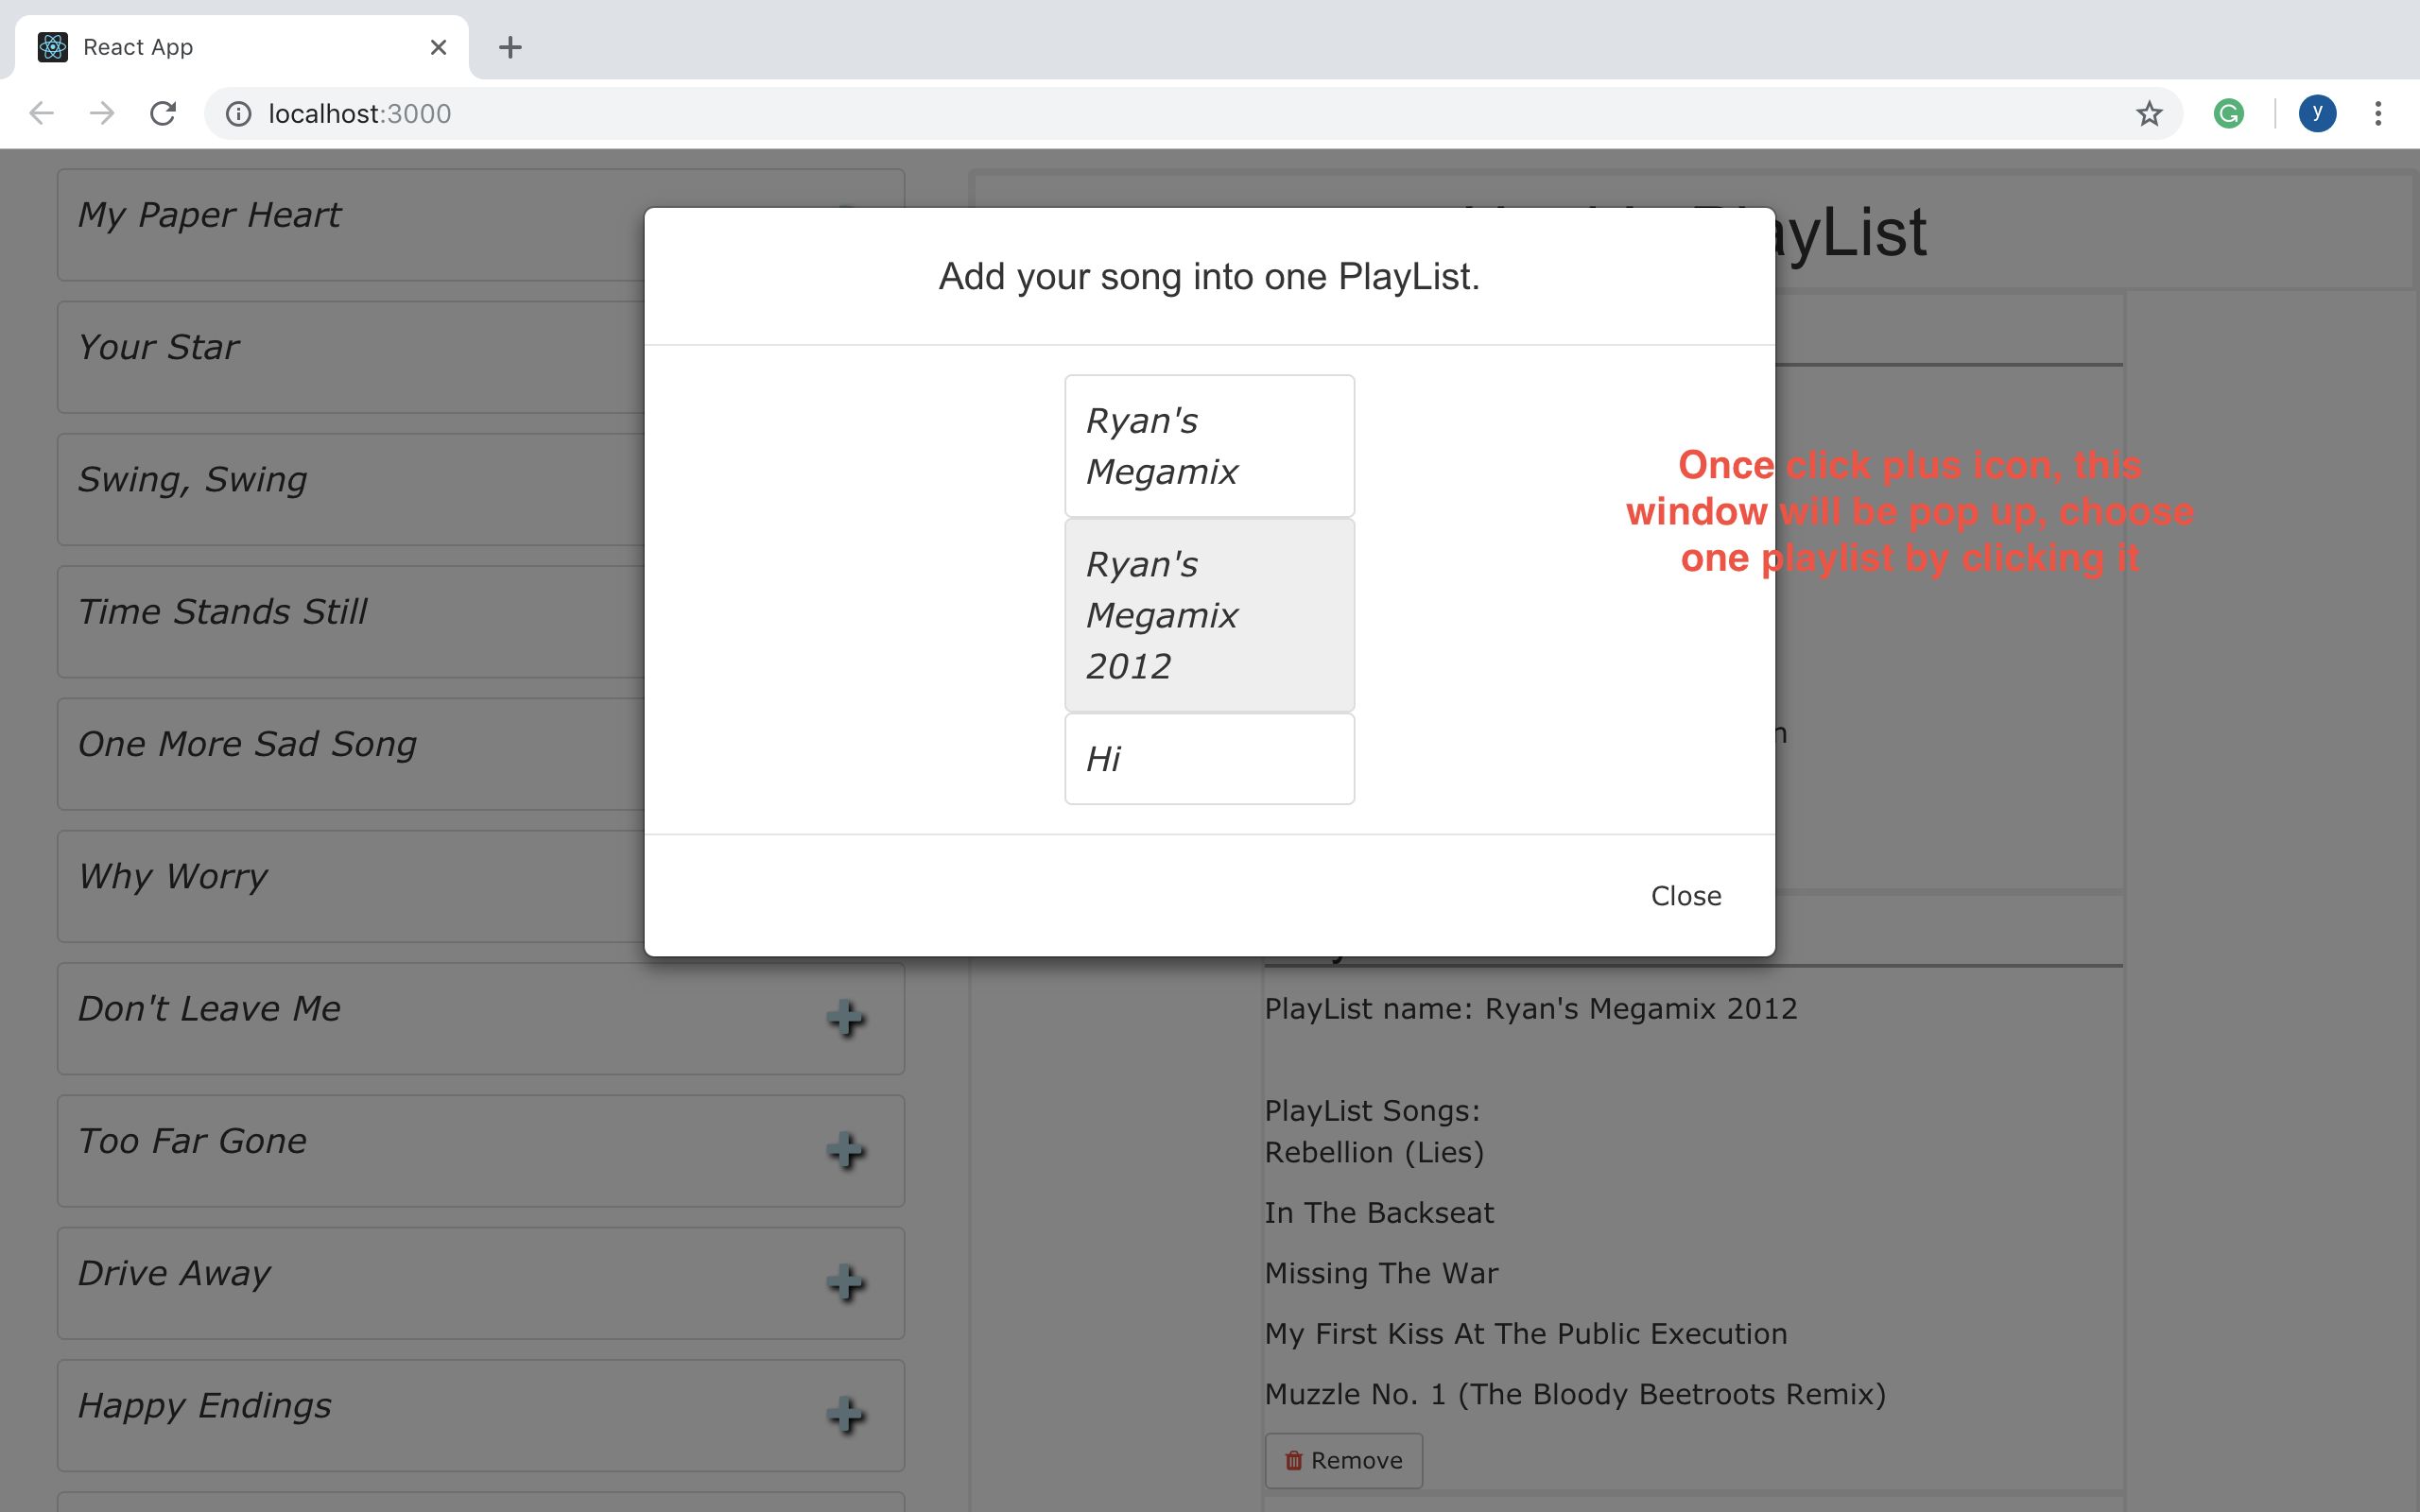 React App
localhost:3000
y
My Paper Heart
Your Star
Swing, Swing
Time Stands Still
One More Sad Song
Why Worry
Don't Leave Me
Too Far Gone
Drive Away
Happy Endings
Add your song into one PlayList.
Ryan's
Megamix
Ryan's
Megamix
2012
Hi
Close
Once click plus icon, this
window will be pop up, choose
one playlist by clicking it
PlayList name: Ryan's Megamix 2012
PlayList Songs:
Rebellion (Lies)
In The Backseat
Missing The War
My First Kiss At The Public Execution
Muzzle No. 1 (The Bloody Beetroots Remix)
Remove